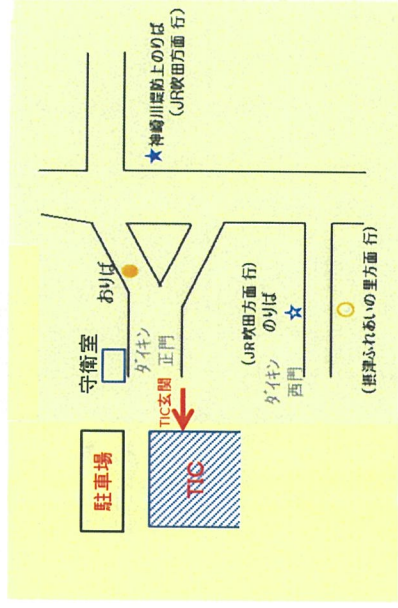 駐車場
TIC
TIC玄関
守衛室
ダイキン
正門
おりば
ダイキン
西門
(JR吹田方面 行)
のりば
(摂津ふれあいの里方面 行)
★神崎川堤防上のりば
(JR吹田方面 行)